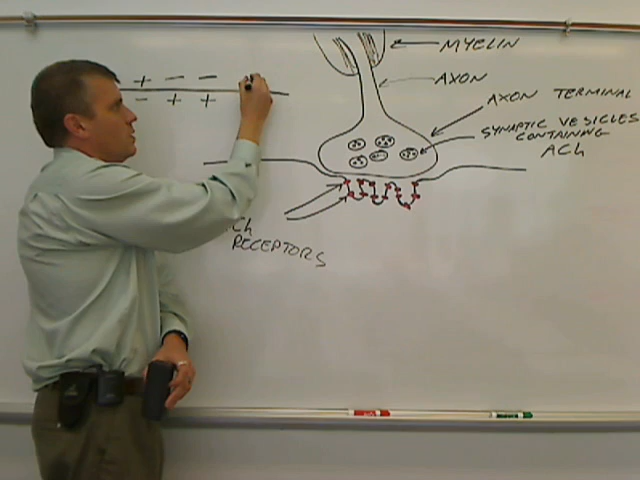 MYELIN
AXON
AXON TERMINAL
SYNAPTIC VESICLES
CONTAINING
ACh
+ − −
− + +
Ch
RECEPTORS